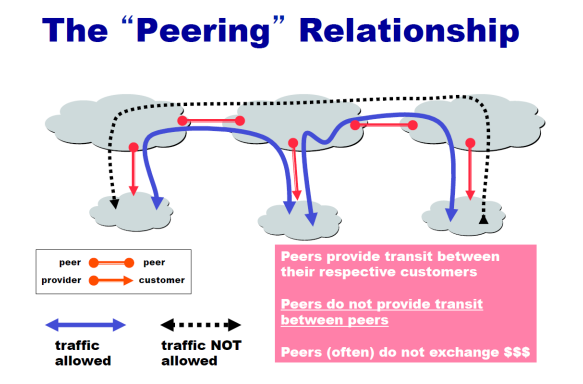 The “Peering” Relationship
peer peer
provider customer
traffic
allowed
traffic NOT
allowed
Peers provide transit between
their respective customers
Peers do not provide transit
between peers
Peers (often) do not exchange $$$